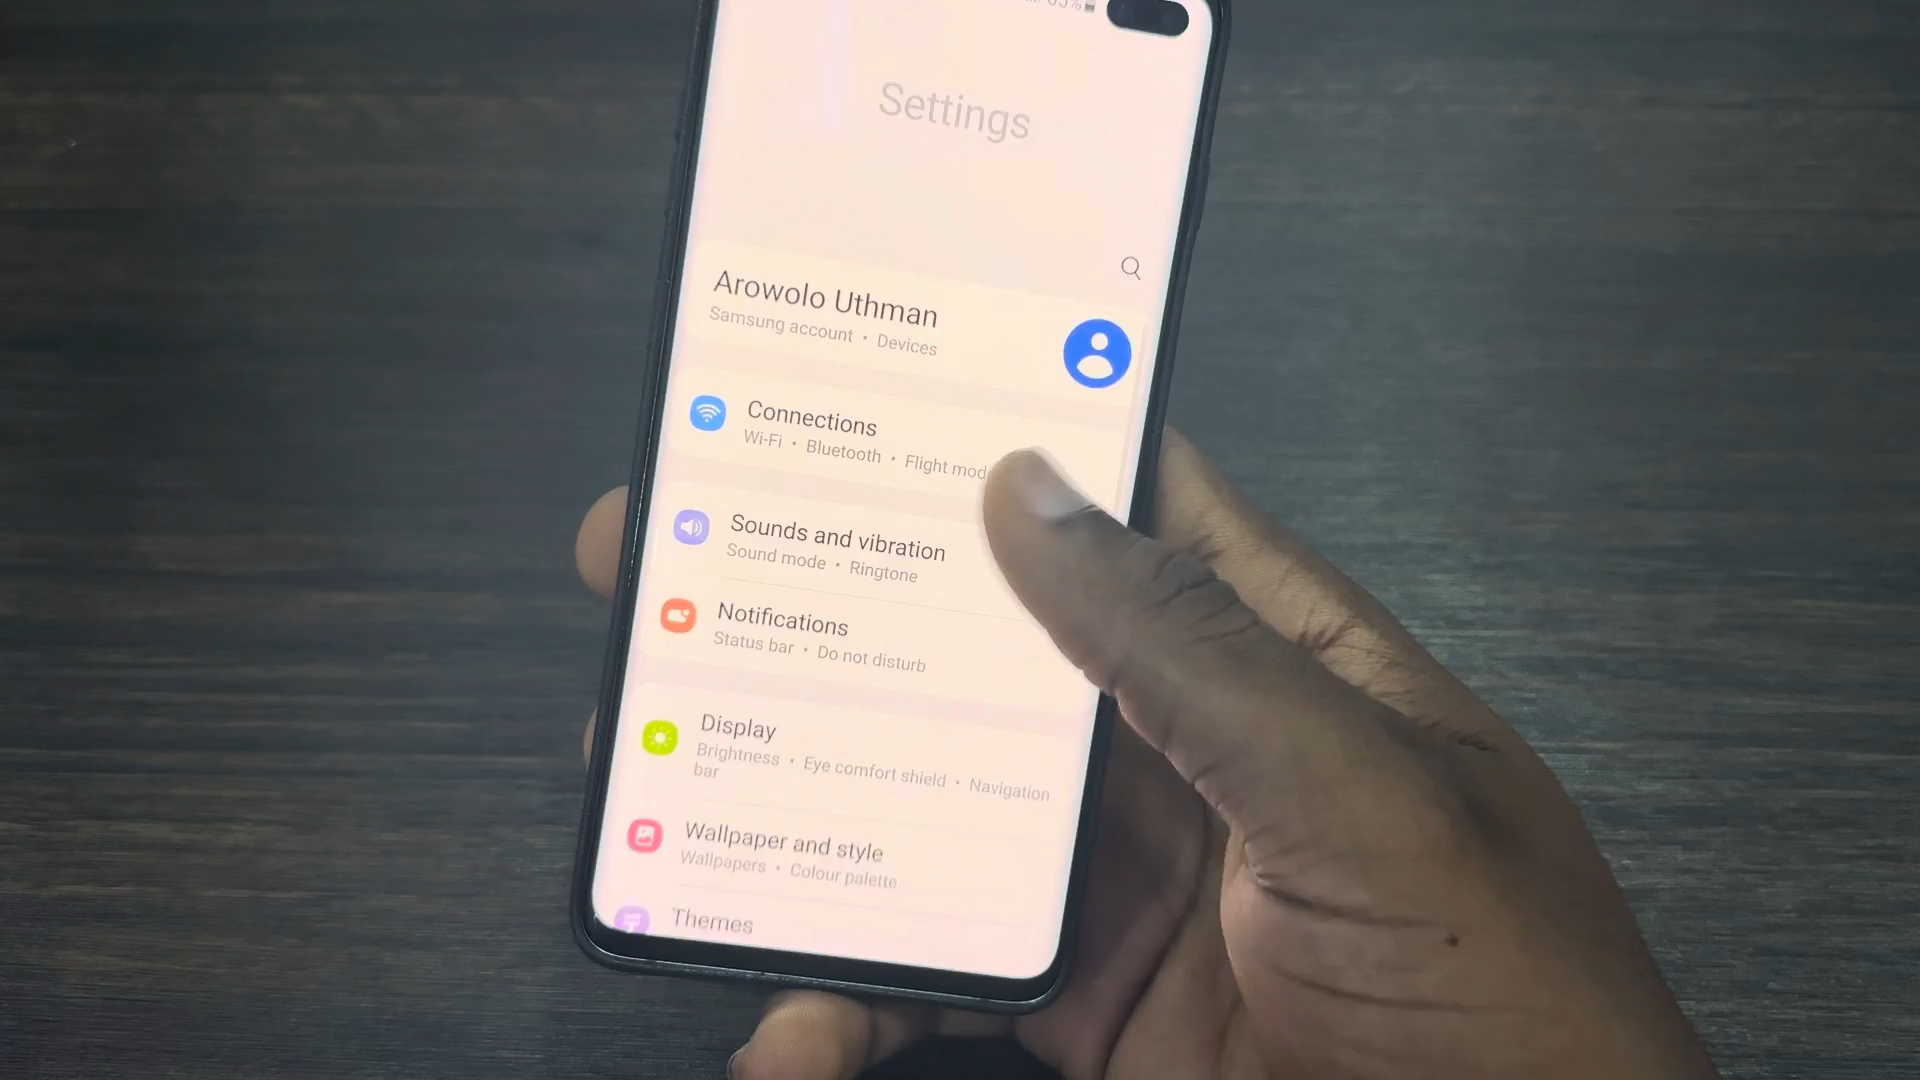 Settings
Arowolo Uthman
Samsung account • Devices
Connections
Wi-Fi • Bluetooth • Flight mod
Sounds and vibration
Sound mode • Ringtone
Notifications
Status bar • Do not disturb
Display
Brightness • Eye comfort shield • Navigation
bar
Wallpaper and style
Wallpapers • Colour palette
Themes